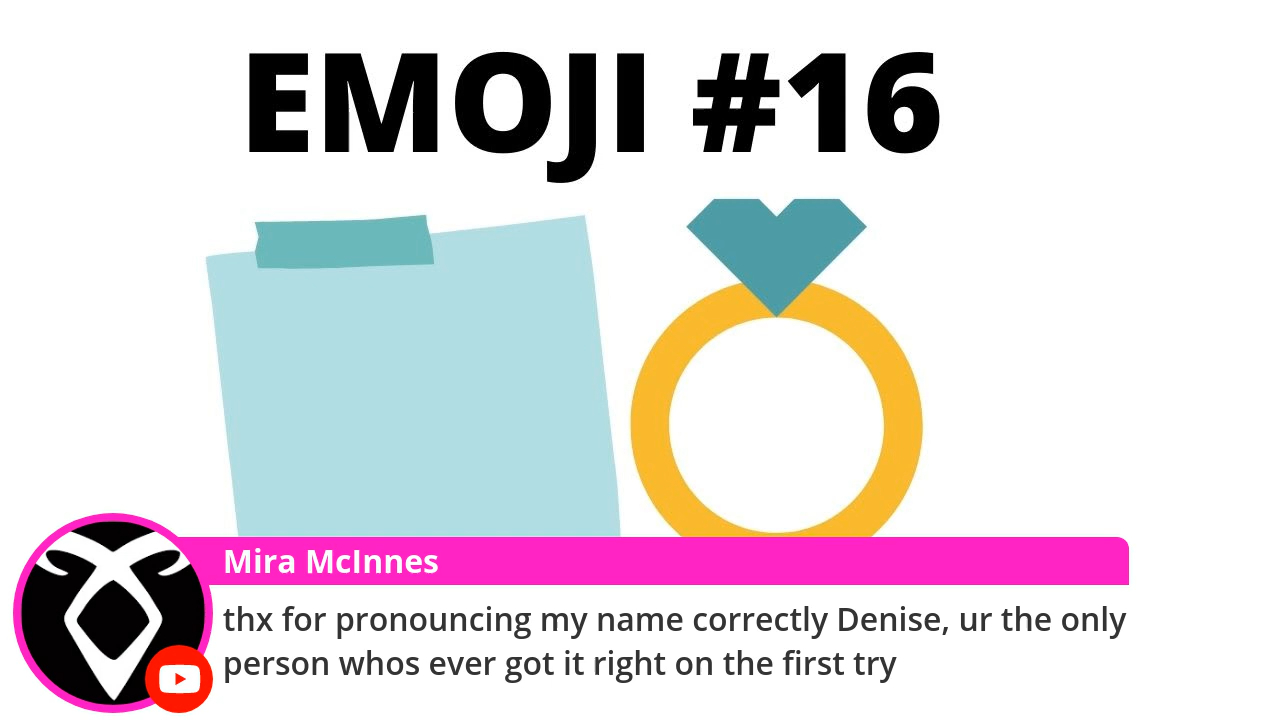 EMOJI #16
Mira McInnes
thx for pronouncing my name correctly Denise, ur the only
person whos ever got it right on the first try